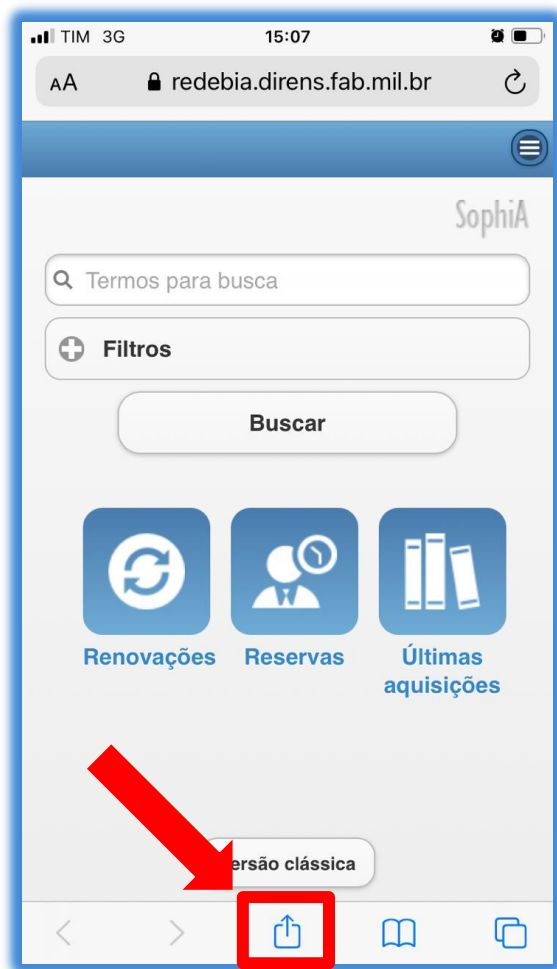 TIM 3G 15:07
AA redebia.direns.fab.mil.br
SophiA
Termos para busca
Filtros
Buscar
Renovações Reservas Últimas
aquisições
ersão clássica